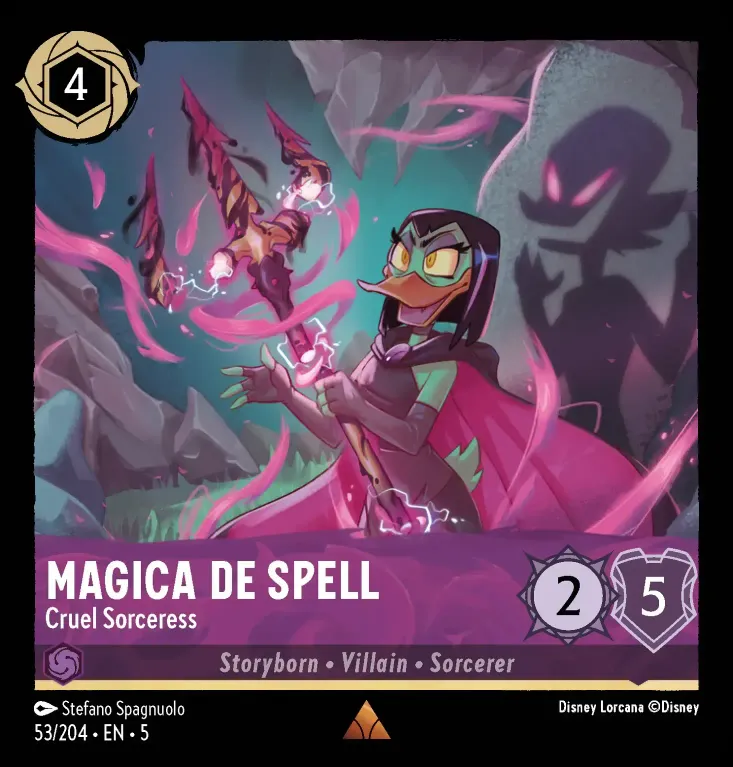 4
MAGICA DE SPELL
Cruel Sorceress
2
5
Storyborn • Villain • Sorcerer
Stefano Spagnuolo
Disney Lorcana ©Disney
53/204 • EN • 5